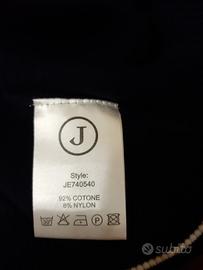 J
Style:
JE740540
92% COTONE
8% NYLON
subito